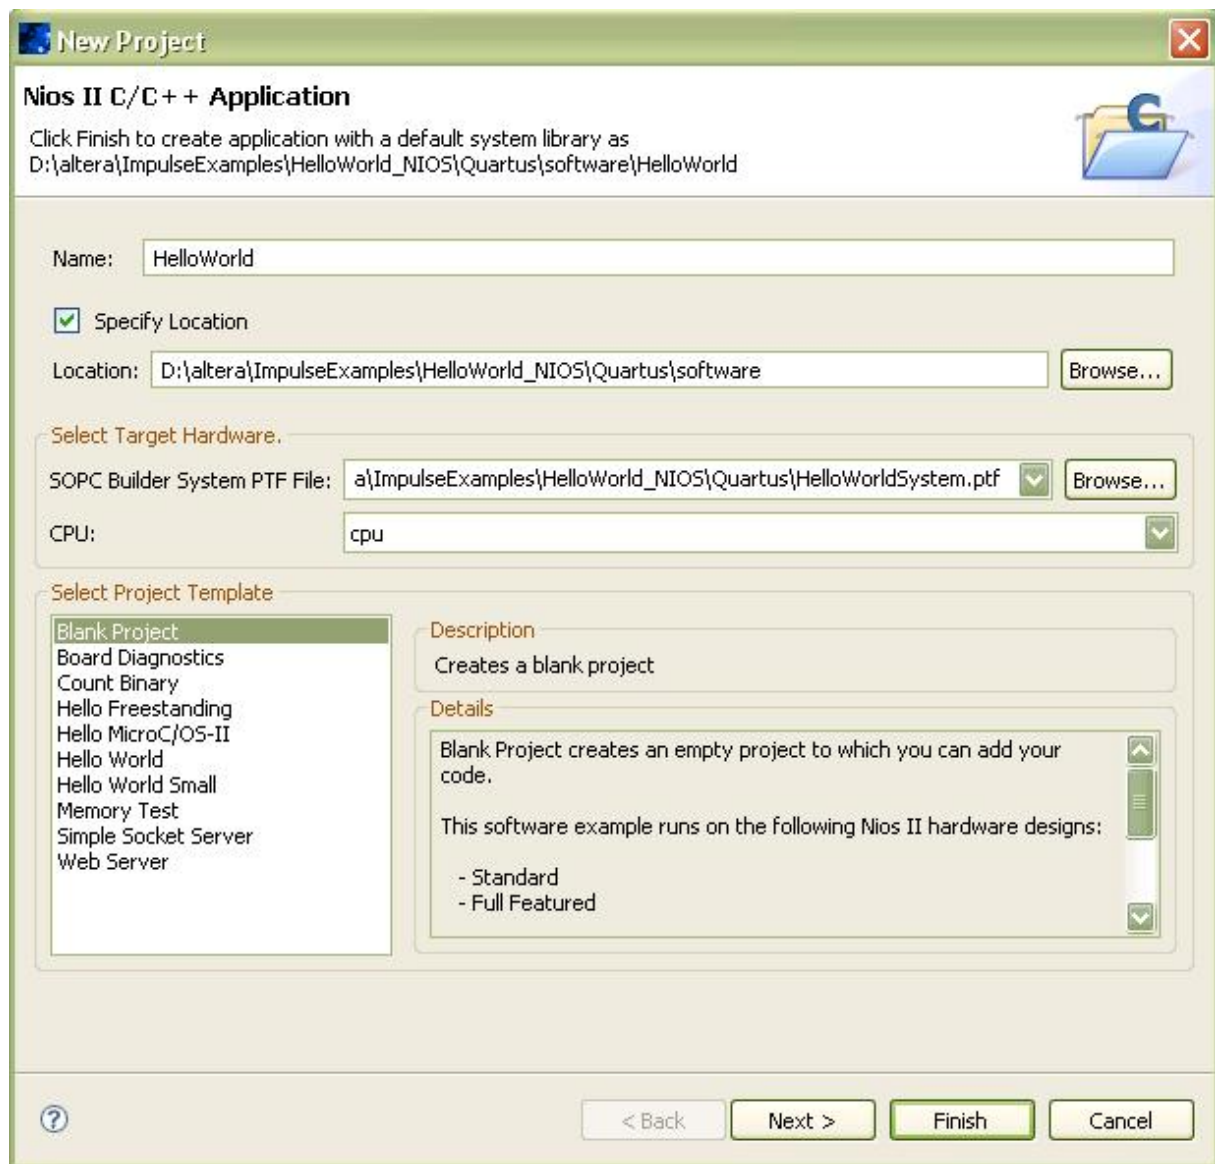 New Project
Nios II C/C++ Application
Click Finish to create application with a default system library as
D:\altera\ImpulseExamples\HelloWorld_NIOS\Quartus\software\HelloWorld
Name: HelloWorld
Specify Location
Location: D:\altera\ImpulseExamples\HelloWorld_NIOS\Quartus\software Browse...
Select Target Hardware.
SOPC Builder System PTF File: a\ImpulseExamples\HelloWorld_NIOS\Quartus\HelloWorldSystem.ptf Browse...
CPU: cpu
Select Project Template
Blank Project
Board Diagnostics
Count Binary
Hello Freestanding
Hello MicroC/OS-II
Hello World
Hello World Small
Memory Test
Simple Socket Server
Web Server
Description
Creates a blank project
Details
Blank Project creates an empty project to which you can add your
code.
This software example runs on the following Nios II hardware designs:
- Standard
- Full Featured
< Back Next > Finish Cancel